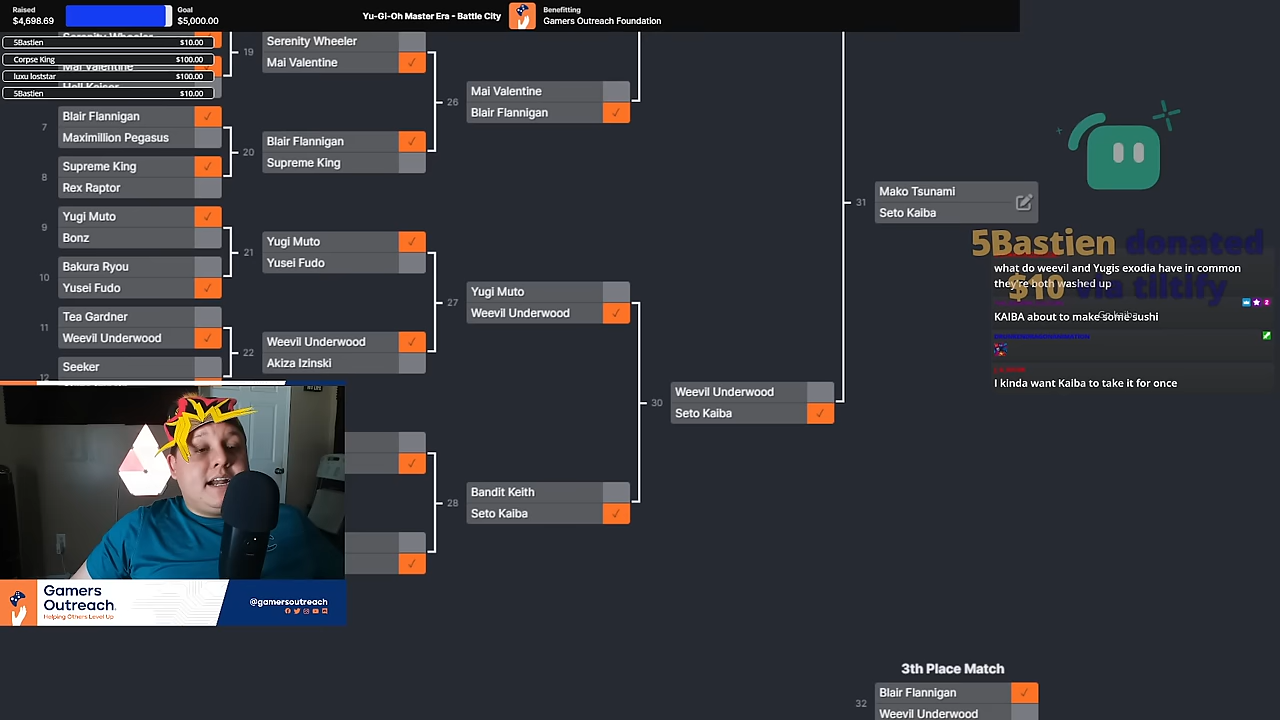 Raised
$4,698.69
Goal
$5,000.00
Yu-Gi-Oh Master Era - Battle City
Benefitting
Gamers Outreach Foundation
5Bastien $10.00
Corpse King $100.00
luxu loststar $100.00
5Bastien $10.00
Serenity Wheeler
Mai Valentine
7
Blair Flannigan
Maximillion Pegasus
8
Supreme King
Rex Raptor
9
Yugi Muto
Bonz
10
Bakura Ryou
Yusei Fudo
11
Tea Gardner
Weevil Underwood
12
Seeker
19
Serenity Wheeler
Mai Valentine
20
Blair Flannigan
Supreme King
21
Yugi Muto
Yusei Fudo
22
Weevil Underwood
Akiza Izinski
26
Mai Valentine
Blair Flannigan
27
Yugi Muto
Weevil Underwood
28
Bandit Keith
Seto Kaiba
30
Weevil Underwood
Seto Kaiba
31
Mako Tsunami
Seto Kaiba
5Bastien donated
$10 via tiltify
what do weevil and Yugis exodia have in common
they're both washed up
KAIBA about to make some sushi
I kinda want Kaiba to take it for once
Gamers
Outreach
Helping Others Level Up
@gamersoutreach
3th Place Match
32
Blair Flannigan
Weevil Underwood